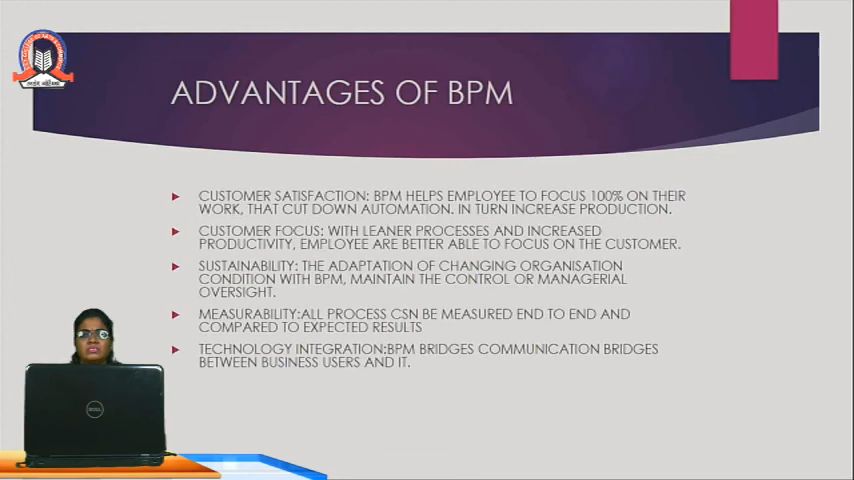 ADVANTAGES OF BPM
CUSTOMER SATISFACTION: BPM HELPS EMPLOYEE TO FOCUS 100% ON THEIR
WORK, THAT CUT DOWN AUTOMATION. IN TURN INCREASE PRODUCTION.
CUSTOMER FOCUS: WITH LEANER PROCESSES AND INCREASED
PRODUCTIVITY, EMPLOYEE ARE BETTER ABLE TO FOCUS ON THE CUSTOMER.
SUSTAINABILITY: THE ADAPTATION OF CHANGING ORGANISATION
CONDITION WITH BPM, MAINTAIN THE CONTROL OR MANAGERIAL
OVERSIGHT.
MEASURABILITY:ALL PROCESS CSN BE MEASURED END TO END AND
COMPARED TO EXPECTED RESULTS
TECHNOLOGY INTEGRATION:BPM BRIDGES COMMUNICATION BRIDGES
BETWEEN BUSINESS USERS AND IT.
DELL